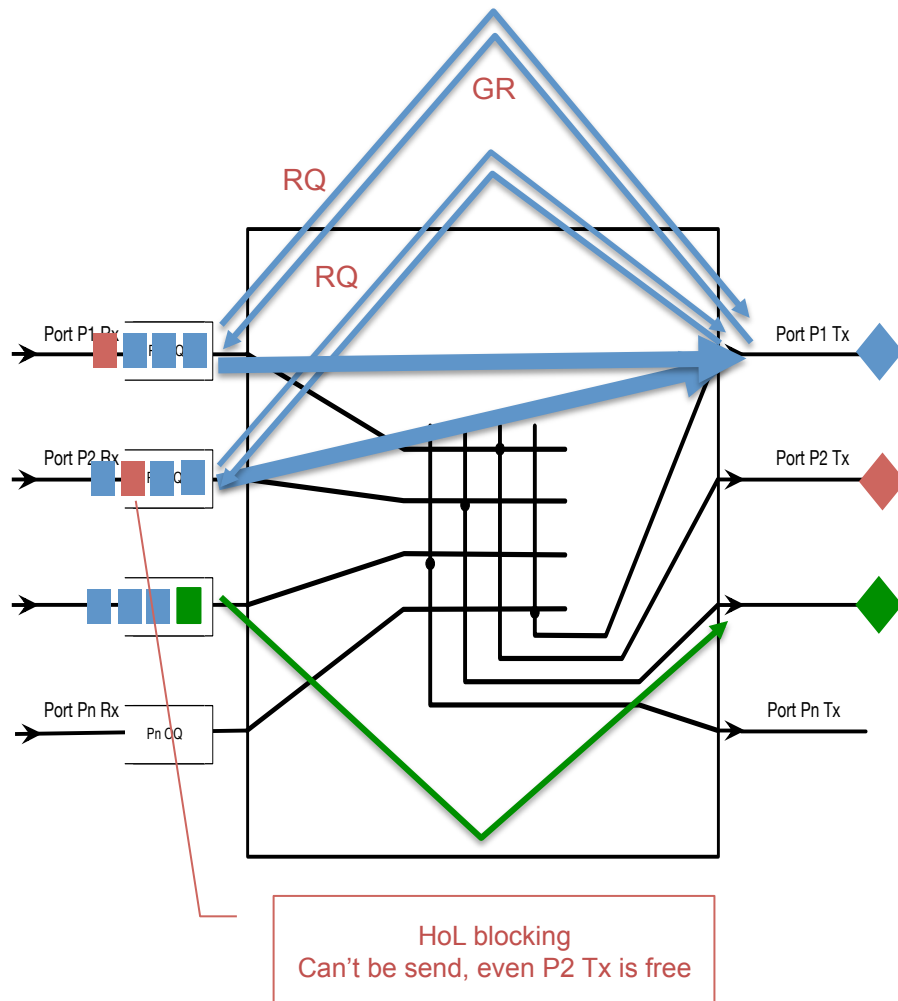 GR
RQ
RQ
Port P1 Rx
Port P1 Tx
Q
Port P2 Rx
Port P2 Tx
Q
Port Pn Rx
Port Pn Tx
Pn
HoL blocking
Can't be send, even P2 Tx is free